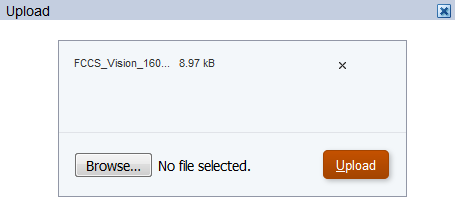 Upload
FCCS_Vision_160... 8.97 kB
Browse... No file selected. Upload